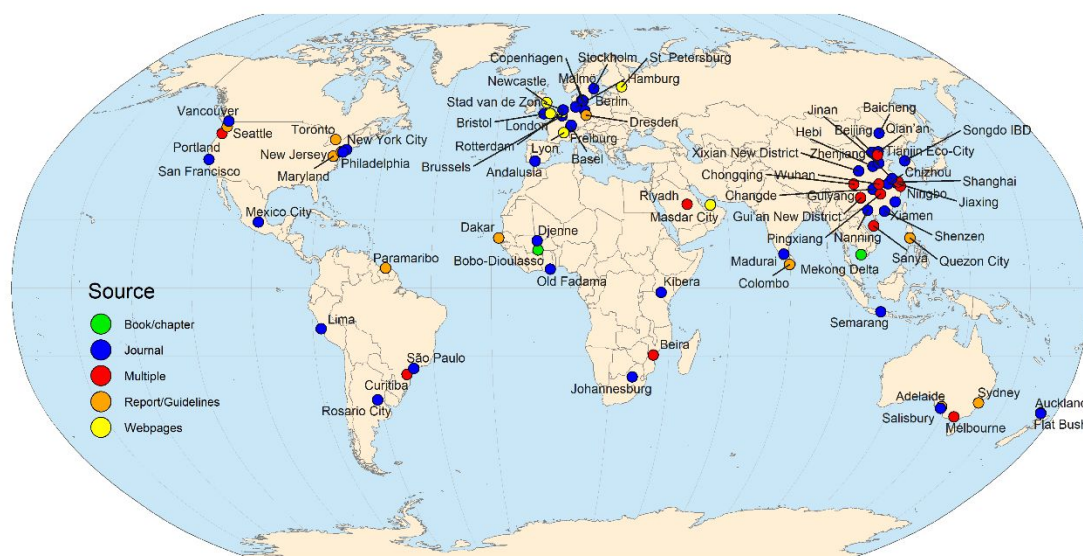 Copenhagen
Stockholm
St Petersburg
Newcastle
Malmö
Hamburg
Stad van de Zon
Berlin
Bristol
London
Dresden
Rotterdam
Freiburg
Brussels
Lyon
Basel
Andalusia
Vancouver
Seattle
Toronto
New York City
Portland
New Jersey
Philadelphia
San Francisco
Maryland
Mexico City
Jinan
Baicheng
Hebi
Beijing
Qian'an
Songdo IBD
Xixian New District
Zhenjiang
Tianjin Eco-City
Chongqing
Wuhan
Chizhou
Shanghai
Changde
Guiyang
Ningbo
Jiaxing
Riyadh
Masdar City
Gui'an New District
Xiamen
Pingxiang
Nanning
Shenzen
Sanya
Quezon City
Dakar
Djenne
Madurai
Mekong Delta
Bobo-Dioulasso
Colombo
Paramaribo
Old Fadama
Kibera
Semarang
Source
Book/chapter
Journal
Multiple
Report/Guidelines
Webpages
Lima
São Paulo
Beira
Curitiba
Johannesburg
Rosario City
Adelaide
Sydney
Auckland
Salisbury
Melbourne
Flat Bush